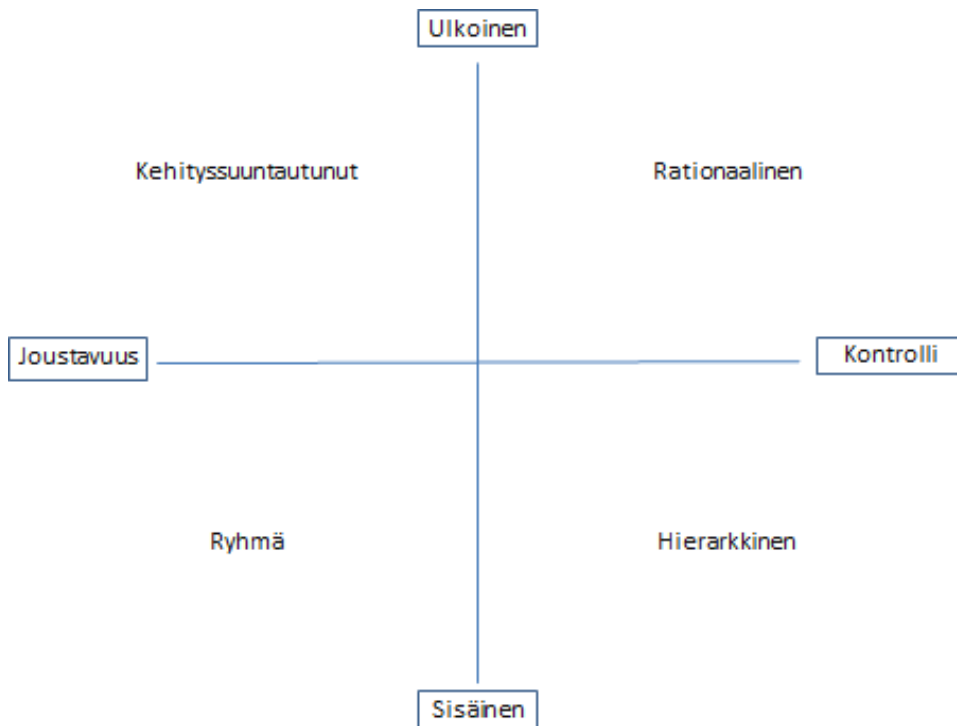 Ulkoinen
Kehityssuuntautunut
Rationaalinen
Joustavuus
Kontrolli
Ryhmä
Hierarkkinen
Sisäinen